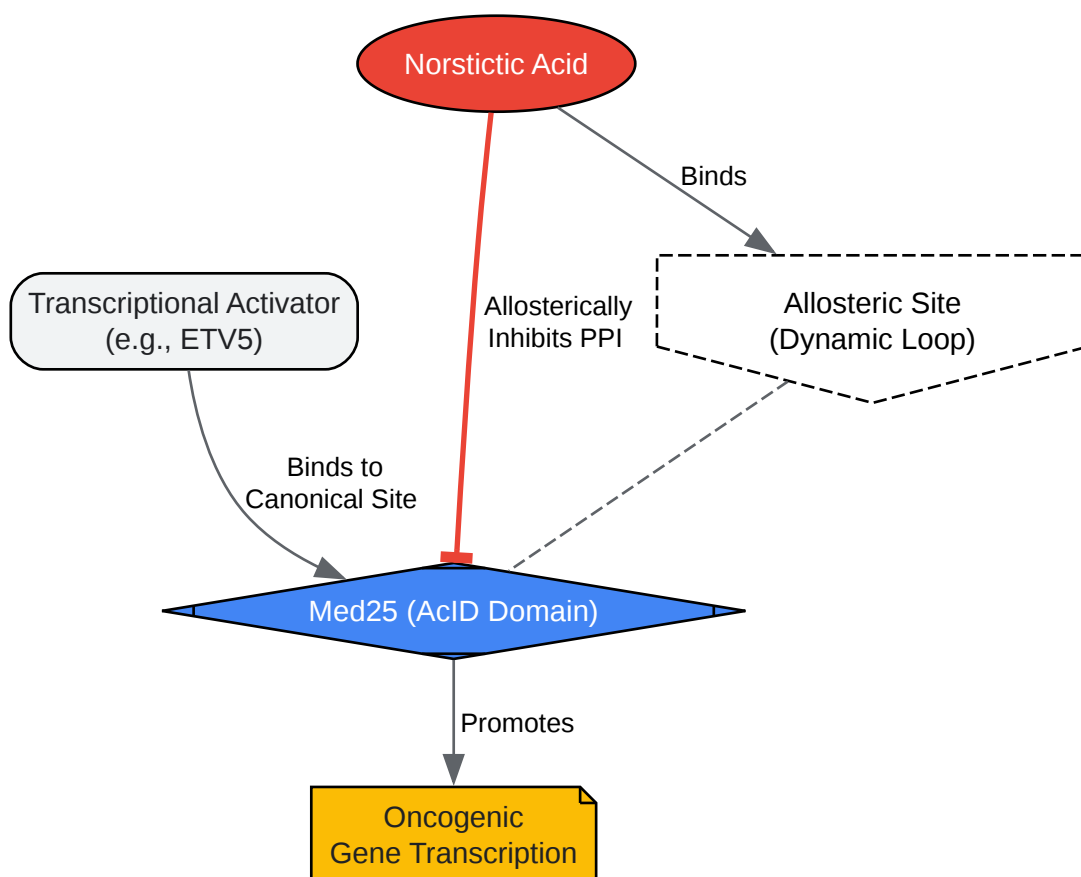 Norstictic Acid
Binds
Allosterically
Inhibits PPI
Allosteric Site
(Dynamic Loop)
Transcriptional Activator
(e.g., ETV5)
Binds to
Canonical Site
Med25 (AcID Domain)
Promotes
Oncogenic
Gene Transcription